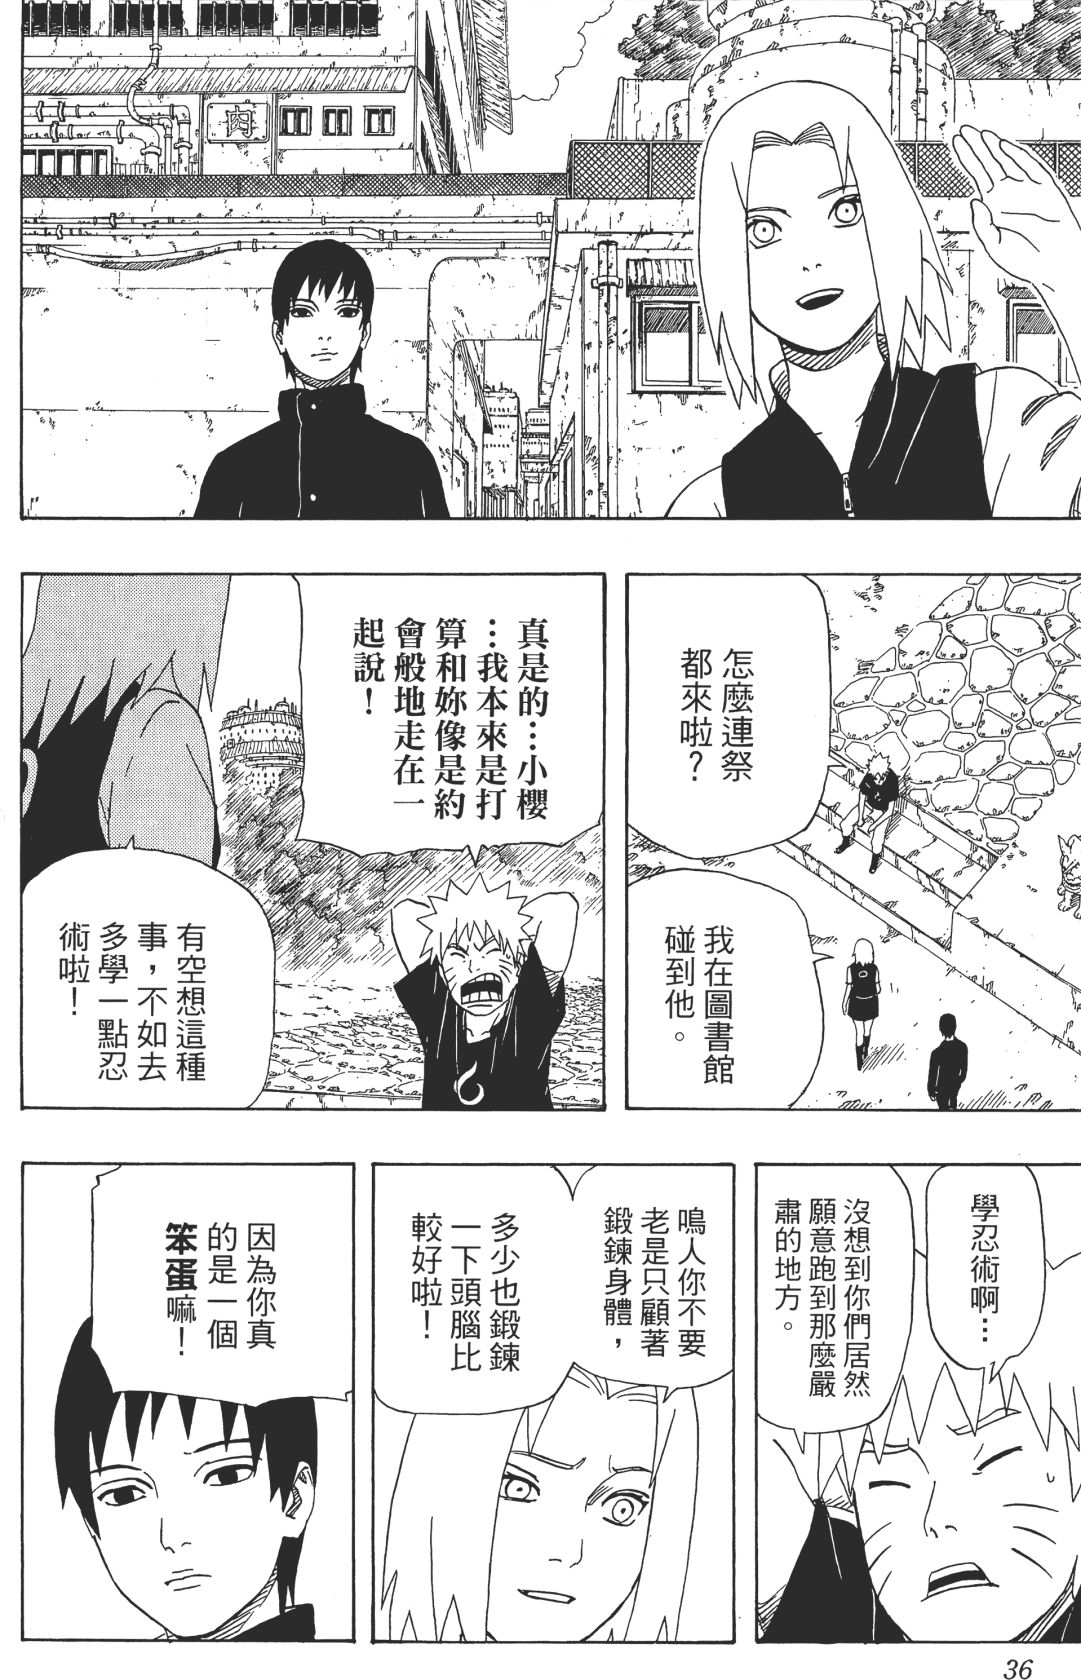 肉
怎麼連祭
都來啦?
我在圖書館
碰到他。
真是的…小櫻
…我本來是打
算和妳像是約
會般地走在一
起說!
有空想這種
事,不如去
多學一點忍
術啦!
學忍術啊…
沒想到你們居然
願意跑到那麼嚴
肅的地方。
鳴人你不要
老是只顧著
鍛鍊身體,
多少也鍛鍊
一下頭腦比
較好啦!
因為你真
的是一個
笨蛋嘛!
36